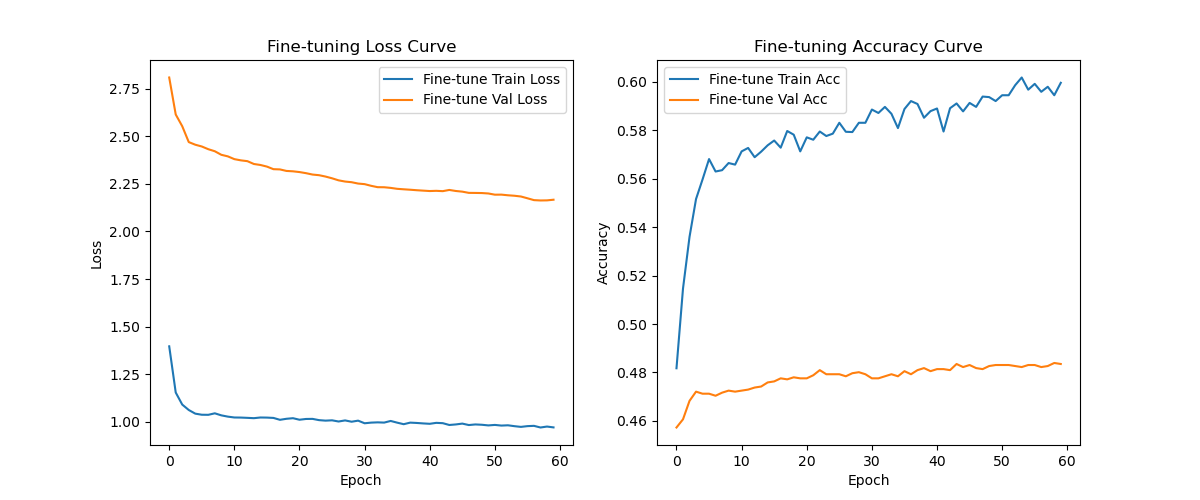 Fine-tuning Loss Curve
Fine-tune Train Loss
Fine-tune Val Loss
2.75
2.50
2.25
2.00
1.75
1.50
1.25
1.00
Loss
0 10 20 30 40 50 60
Epoch
Fine-tuning Accuracy Curve
Fine-tune Train Acc
Fine-tune Val Acc
0.60
0.58
0.56
0.54
0.52
0.50
0.48
0.46
Accuracy
0 10 20 30 40 50 60
Epoch